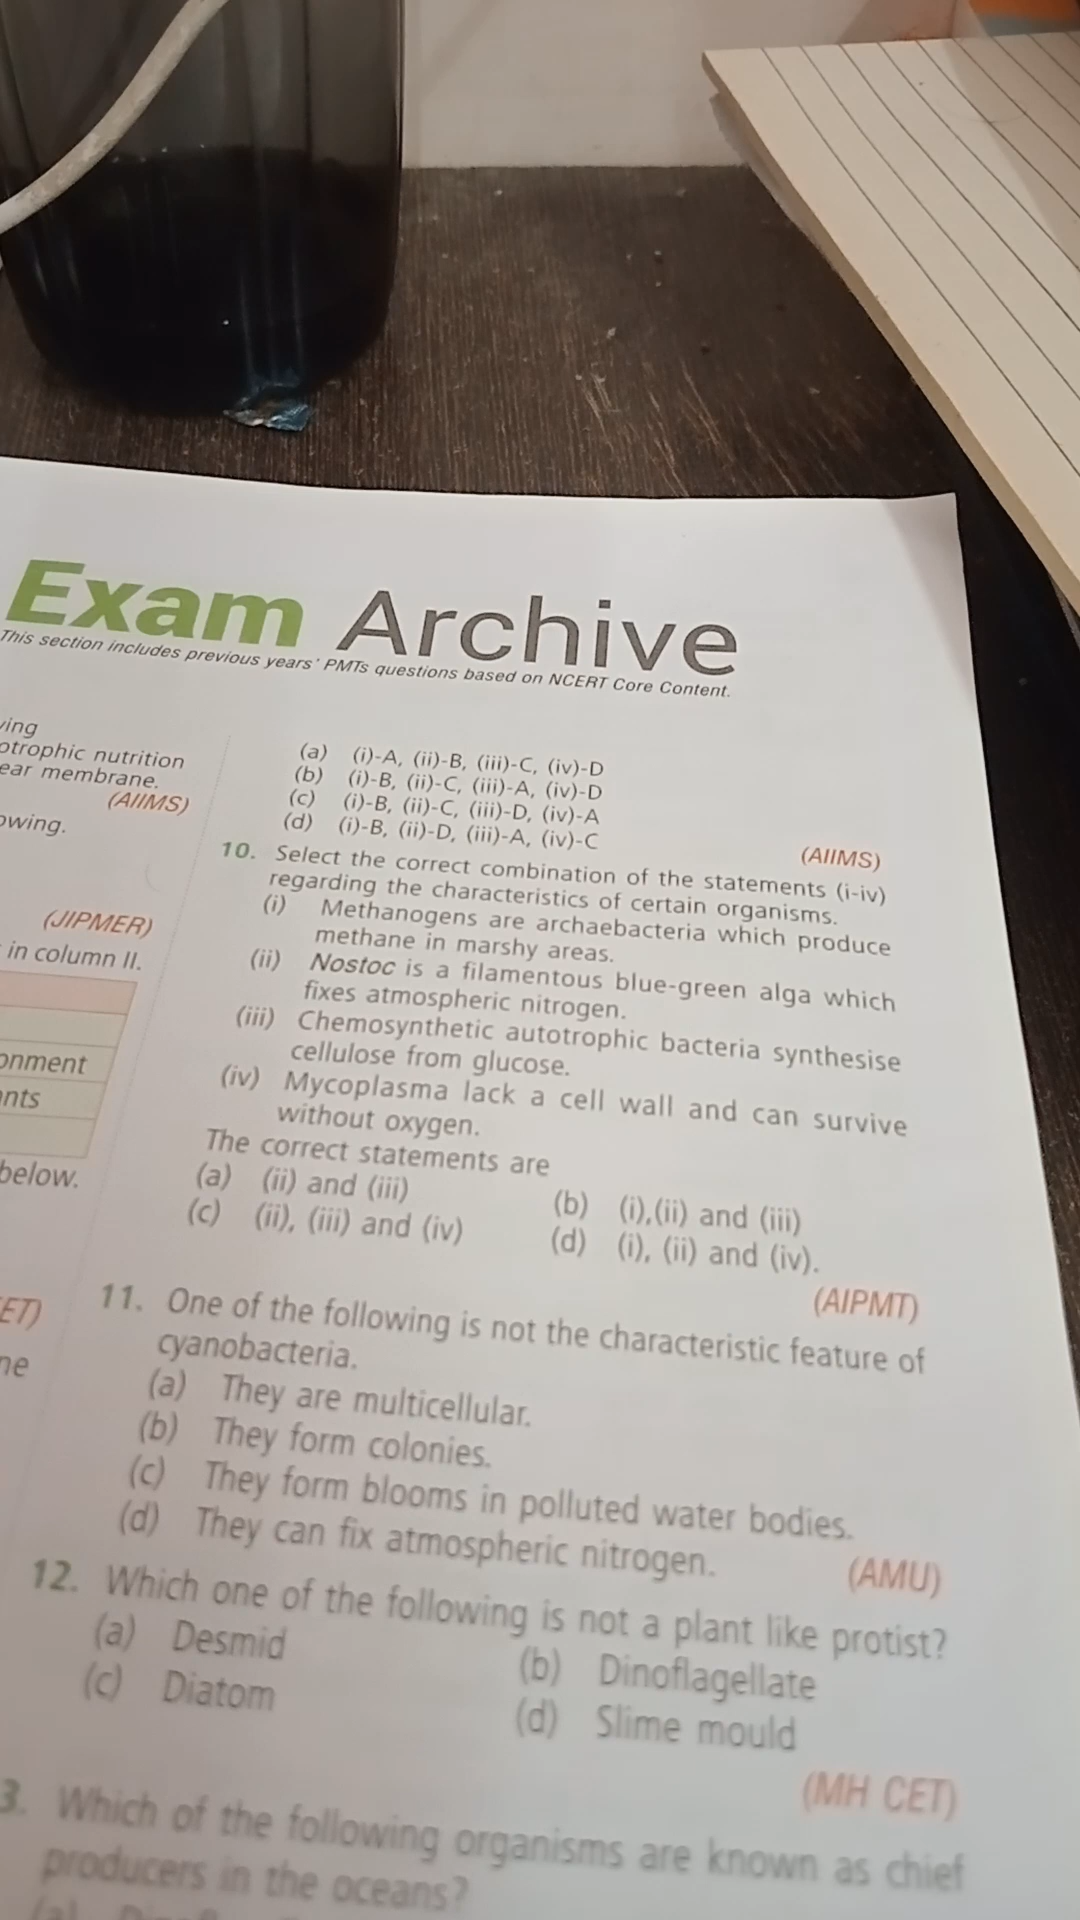 Exam Archive
This section includes previous years' PMTs questions based on NCERT Core Content.
ving
otrophic nutrition
ear membrane.
(AIIMS)
owing.
(JIPMER)
in column II.
onment
nts
below.
ET)
ne
(a) (i)-A, (ii)-B, (iii)-C, (iv)-D
(b) (i)-B, (ii)-C, (iii)-A, (iv)-D
(c) (i)-B, (ii)-C, (iii)-D, (iv)-A
(d) (i)-B, (ii)-D, (iii)-A, (iv)-C
(AIIMS)
10. Select the correct combination of the statements (i-iv)
regarding the characteristics of certain organisms.
(i) Methanogens are archaebacteria which produce
methane in marshy areas.
(ii) Nostoc is a filamentous blue-green alga which
fixes atmospheric nitrogen.
(iii) Chemosynthetic autotrophic bacteria synthesise
cellulose from glucose.
(iv) Mycoplasma lack a cell wall and can survive
without oxygen.
The correct statements are
(a) (ii) and (iii) (b) (i),(ii) and (iii)
(c) (ii), (iii) and (iv) (d) (i), (ii) and (iv).
(AIPMT)
11. One of the following is not the characteristic feature of
cyanobacteria.
(a) They are multicellular.
(b) They form colonies.
(c) They form blooms in polluted water bodies.
(d) They can fix atmospheric nitrogen.
(AMU)
12. Which one of the following is not a plant like protist?
(a) Desmid (b) Dinoflagellate
(c) Diatom (d) Slime mould
(MH CET)
3. Which of the following organisms are known as chief
producers in the oceans?
(a)